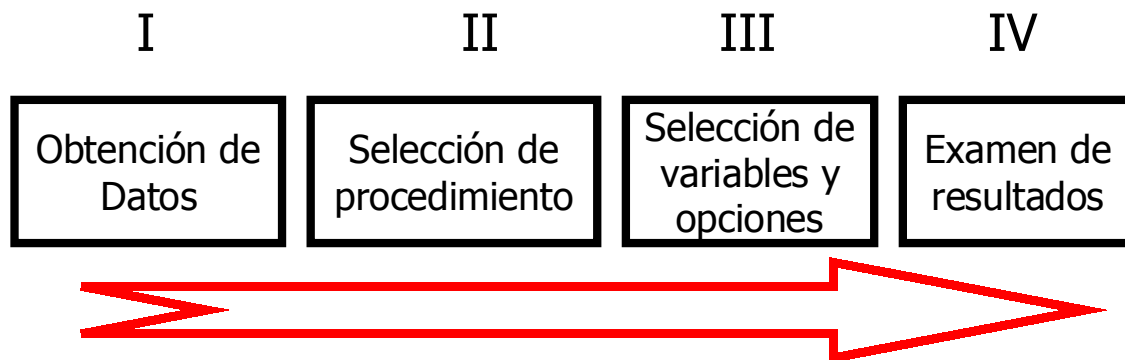 I
II
III
IV
Obtención de
Datos
Selección de
procedimiento
Selección de
variables y
opciones
Examen de
resultados